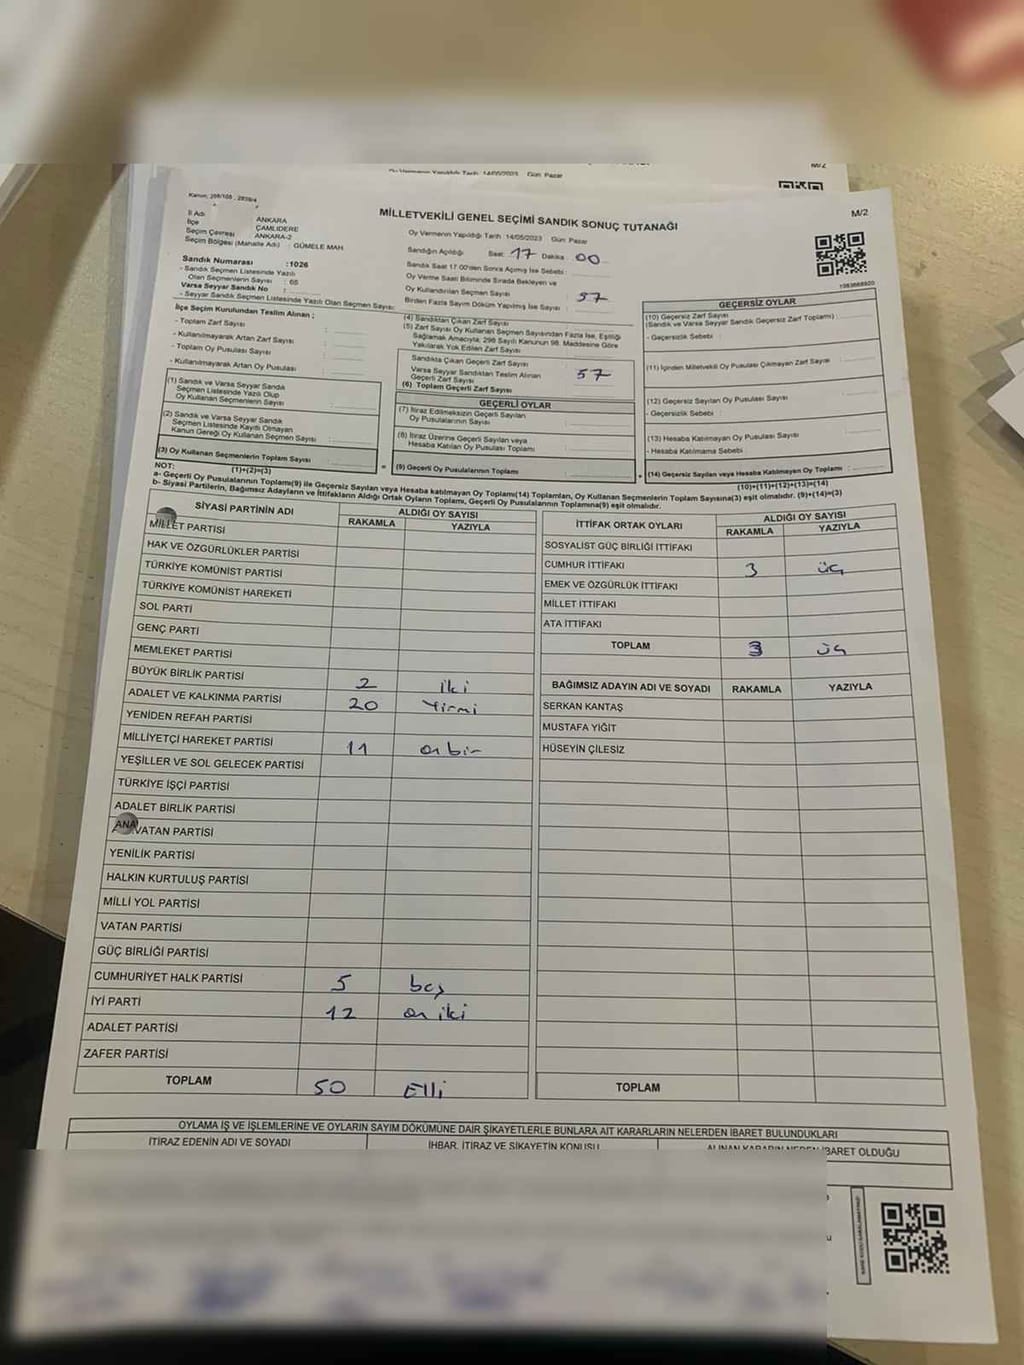 Oy Vermenin Yapıldığı Tarih: 14/05/2023 Gün: Pazar
M/2
MİLLETVEKİLİ GENEL SEÇİMİ SANDIK SONUÇ TUTANAĞI
M/2
İl Adı : ANKARA
İlçe : ÇAMLIDERE
Seçim Çevresi : ANKARA-2
Seçim Bölgesi (Mahalle Adı) : GÜMELE MAH.
Sandık Numarası :1026
- Sandık Seçmen Listesinde Yazılı
Olan Seçmenlerin Sayısı : 65
Varsa Seyyar Sandık No :
- Seyyar Sandık Seçmen Listesinde Yazılı Olan Seçmen Sayısı:
Oy Vermenin Yapıldığı Tarih: 14/05/2023 Gün: Pazar
Sandığın Açıldığı Saat: 17 Dakika 00
Sandık Saat 17.00'den Sonra Açılmış İse Sebebi :
Oy Verme Saati Bitiminde Sırada Bekleyen ve
Oy Kullandırılan Seçmen Sayısı : 57
Birden Fazla Sayım Döküm Yapılmış İse Sayısı :
İlçe Seçim Kurulundan Teslim Alınan ;
- Toplam Zarf Sayısı
- Kullanılmayarak Artan Zarf Sayısı
- Toplam Oy Pusulası Sayısı
- Kullanılmayarak Artan Oy Pusulası
(4) Sandıktan Çıkan Zarf Sayısı
(5) Zarf Sayısı Oy Kullanan Seçmen Sayısından Fazla İse, Eşitliği
Sağlamak Amacıyla, 298 Sayılı Kanunun 98. Maddesine Göre
Yakılarak Yok Edilen Zarf Sayısı
Sandıkta Çıkan Geçerli Zarf Sayısı
Varsa Seyyar Sandıktan Teslim Alınan
Geçerli Zarf Sayısı 57
(6) Toplam Geçerli Zarf Sayısı
GEÇERSİZ OYLAR
(10) Geçersiz Zarf Sayısı
(Sandık ve Varsa Seyyar Sandık Geçersiz Zarf Toplamı) :
- Geçersizlik Sebebi :
(11) İçinden Milletvekili Oy Pusulası Çıkmayan Zarf Sayısı :
(12) Geçersiz Sayılan Oy Pusulası Sayısı
- Geçersizlik Sebebi :
(13) Hesaba Katılmayan Oy Pusulası Sayısı
- Hesaba Katılmama Sebebi :
(14) Geçersiz Sayılan veya Hesaba Katılmayan Oy Toplamı :
(10)+(11)+(12)+(13)=(14)
(1) Sandık ve Varsa Seyyar Sandık
Seçmen Listesinde Yazılı Olup
Oy Kullanan Seçmenin Sayısı
(2) Sandık ve Varsa Seyyar Sandık
Seçmen Listesinde Kayıtlı Olmayan
Kanun Gereği Oy Kullanan Seçmen Sayısı
(3) Oy Kullanan Seçmenlerin Toplam Sayısı
(1)+(2)=(3)
GEÇERLİ OYLAR
(7) İtiraz Edilmeksizin Geçerli Sayılan
Oy Pusulalarının Sayısı
(8) İtiraz Üzerine Geçerli Sayılan veya
Hesaba Katılan Oy Pusulası Toplamı
(9) Geçerli Oy Pusulalarının Toplamı
NOT:
a- Geçerli Oy Pusulalarının Toplamı(9) ile Geçersiz Sayılan veya Hesaba katılmayan Oy Toplamı(14) Toplamları, Oy Kullanan Seçmenlerin Toplam Sayısına(3) eşit olmalıdır. (9)+(14)=(3)
b- Siyasi Partilerin, Bağımsız Adayların ve İttifakların Aldığı Ortak Oyların Toplamı, Geçerli Oy Pusulalarının Toplamına(9) eşit olmalıdır.
SİYASİ PARTİNİN ADI ALDIĞI OY SAYISI
RAKAMLA YAZIYLA
MİLLET PARTİSİ
HAK VE ÖZGÜRLÜKLER PARTİSİ
TÜRKİYE KOMÜNİST PARTİSİ
TÜRKİYE KOMÜNİST HAREKETİ
SOL PARTİ
GENÇ PARTİ
MEMLEKET PARTİSİ
BÜYÜK BİRLİK PARTİSİ 2 iki
ADALET VE KALKINMA PARTİSİ 20 Yirmi
YENİDEN REFAH PARTİSİ
MİLLİYETÇİ HAREKET PARTİSİ 11 on bir
YEŞİLLER VE SOL GELECEK PARTİSİ
TÜRKİYE İŞÇİ PARTİSİ
ADALET BİRLİK PARTİSİ
ANAVATAN PARTİSİ
YENİLİK PARTİSİ
HALKIN KURTULUŞ PARTİSİ
MİLLİ YOL PARTİSİ
VATAN PARTİSİ
GÜÇ BİRLİĞİ PARTİSİ
CUMHURİYET HALK PARTİSİ 5 beş
İYİ PARTİ 12 on iki
ADALET PARTİSİ
ZAFER PARTİSİ
TOPLAM 50 Elli
İTTİFAK ORTAK OYLARI ALDIĞI OY SAYISI
RAKAMLA YAZIYLA
SOSYALİST GÜÇ BİRLİĞİ İTTİFAKI
CUMHUR İTTİFAKI 3 üç
EMEK VE ÖZGÜRLÜK İTTİFAKI
MİLLET İTTİFAKI
ATA İTTİFAKI
TOPLAM 3 üç
BAĞIMSIZ ADAYIN ADI VE SOYADI RAKAMLA YAZIYLA
SERKAN KANTAŞ
MUSTAFA YİĞİT
HÜSEYİN ÇİLESİZ
TOPLAM
OYLAMA İŞ VE İŞLEMLERİNE VE OYLARIN SAYIM DÖKÜMÜNE DAİR ŞİKAYETLERLE BUNLARA AİT KARARLARIN NELERDEN İBARET BULUNDUKLARI
İTİRAZ EDENİN ADI VE SOYADI
İHBAR, İTİRAZ VE ŞİKAYETİN KONUSU
ALINAN KARARIN NEDEN İBARET OLDUĞU